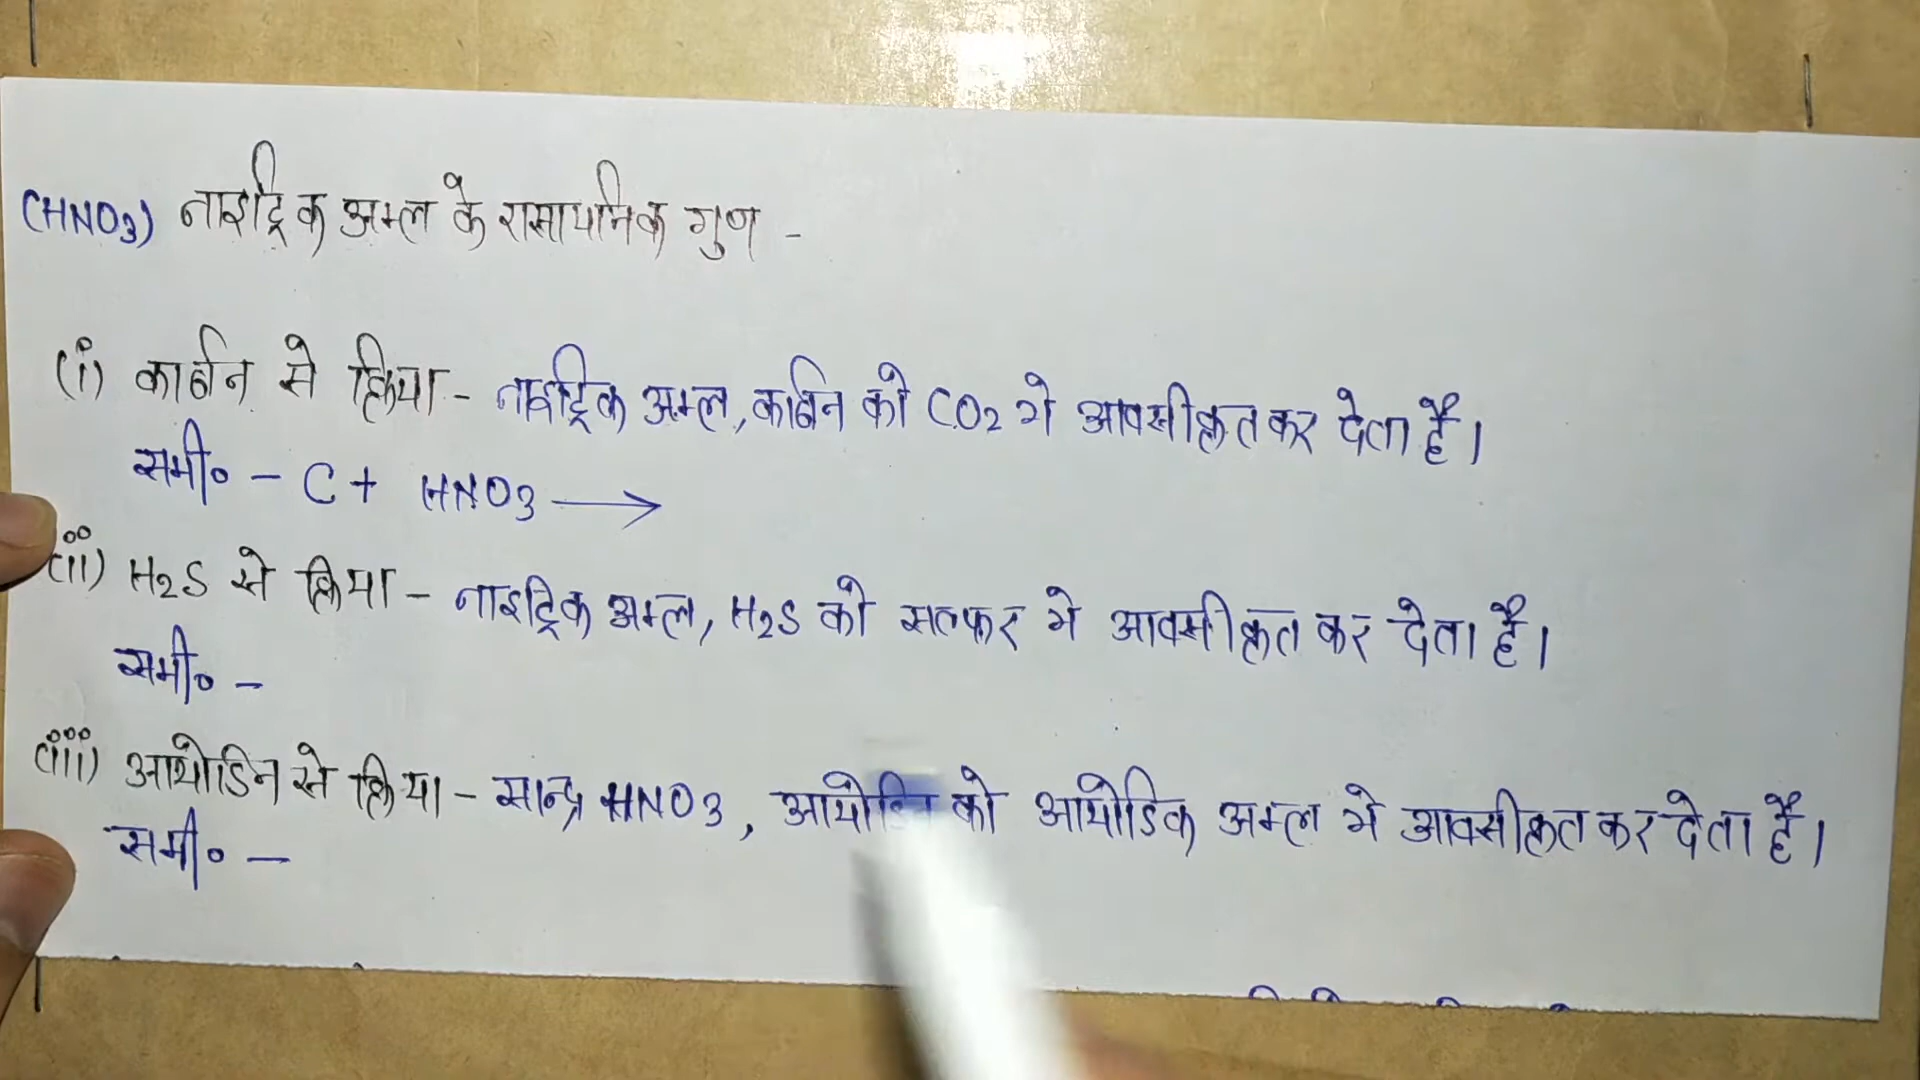 (HNO3) नाइट्रिक अम्ल के रासायनिक गुण -
(i) कार्बन से क्रिया - नाइट्रिक अम्ल, कार्बन को CO2 मे आक्सीकृत कर देता है।
समी० - C + HNO3 ⟶
(ii) H2S से क्रिया - नाइट्रिक अम्ल, H2S को सल्फर मे आक्सीकृत कर देता है।
समी० -
(iii) आयोडिन से क्रिया - सान्द्र HNO3, आयोडिन को आयोडिक अम्ल मे आक्सीकृत कर देता है।
समी० -